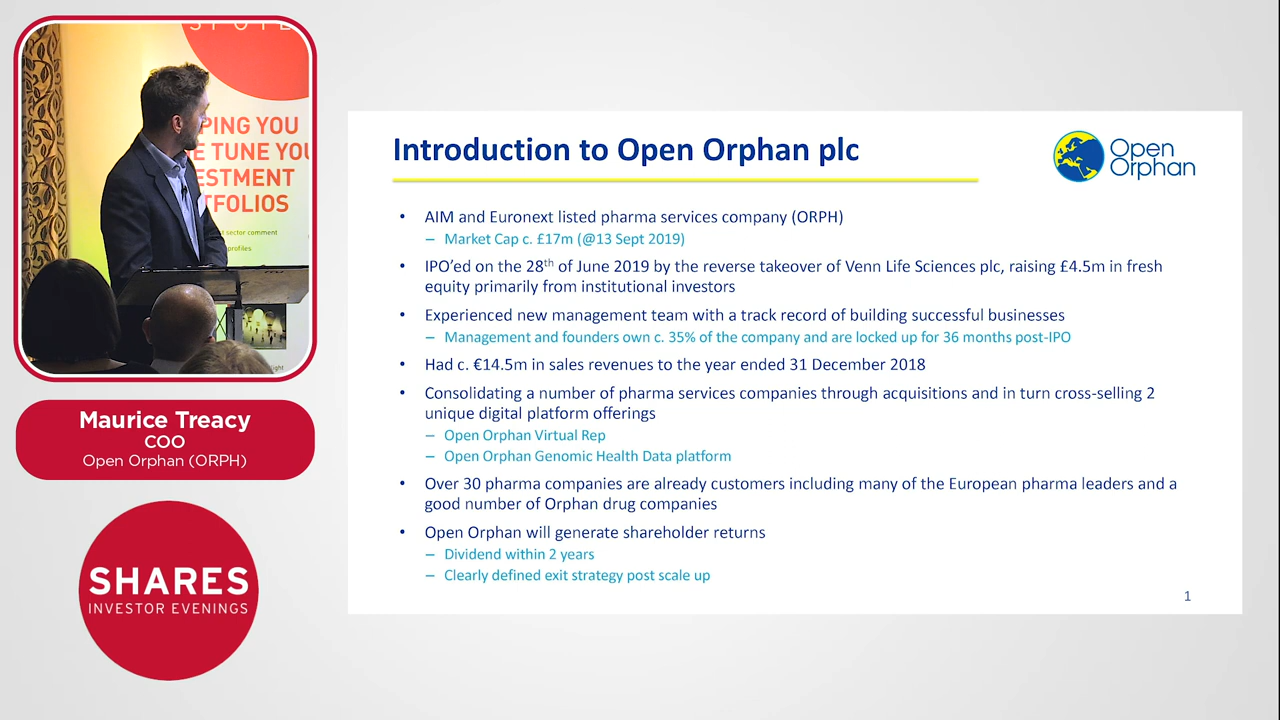 PING YOU
E TUNE YOU
ESTMENT
TFOLIOS
sector comment
profiles
Maurice Treacy
COO
Open Orphan (ORPH)
SHARES
INVESTOR EVENINGS
Introduction to Open Orphan plc
Open
Orphan
• AIM and Euronext listed pharma services company (ORPH)
– Market Cap c. £17m (@13 Sept 2019)
• IPO’ed on the 28th of June 2019 by the reverse takeover of Venn Life Sciences plc, raising £4.5m in fresh
equity primarily from institutional investors
• Experienced new management team with a track record of building successful businesses
– Management and founders own c. 35% of the company and are locked up for 36 months post-IPO
• Had c. €14.5m in sales revenues to the year ended 31 December 2018
• Consolidating a number of pharma services companies through acquisitions and in turn cross-selling 2
unique digital platform offerings
– Open Orphan Virtual Rep
– Open Orphan Genomic Health Data platform
• Over 30 pharma companies are already customers including many of the European pharma leaders and a
good number of Orphan drug companies
• Open Orphan will generate shareholder returns
– Dividend within 2 years
– Clearly defined exit strategy post scale up
1